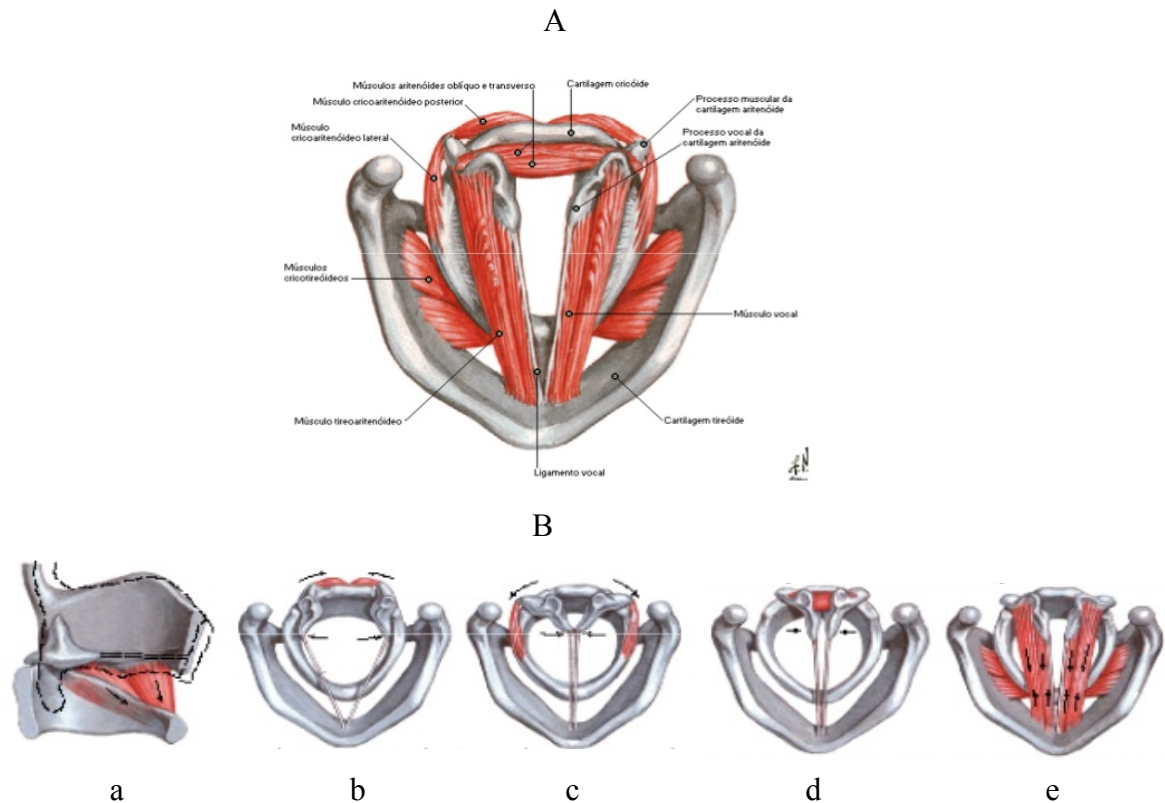 A
Músculos aritenóides oblíquo e transverso
Cartilagem cricóide
Músculo cricoaritenóideo posterior
Processo muscular da
cartilagem aritenóide
Músculo
cricoaritenóideo lateral
Processo vocal da
cartilagem aritenóide
Músculos
cricotireóideos
Músculo vocal
Músculo tireoaritenóideo
Cartilagem tireóide
Ligamento vocal
B
a
b
c
d
e